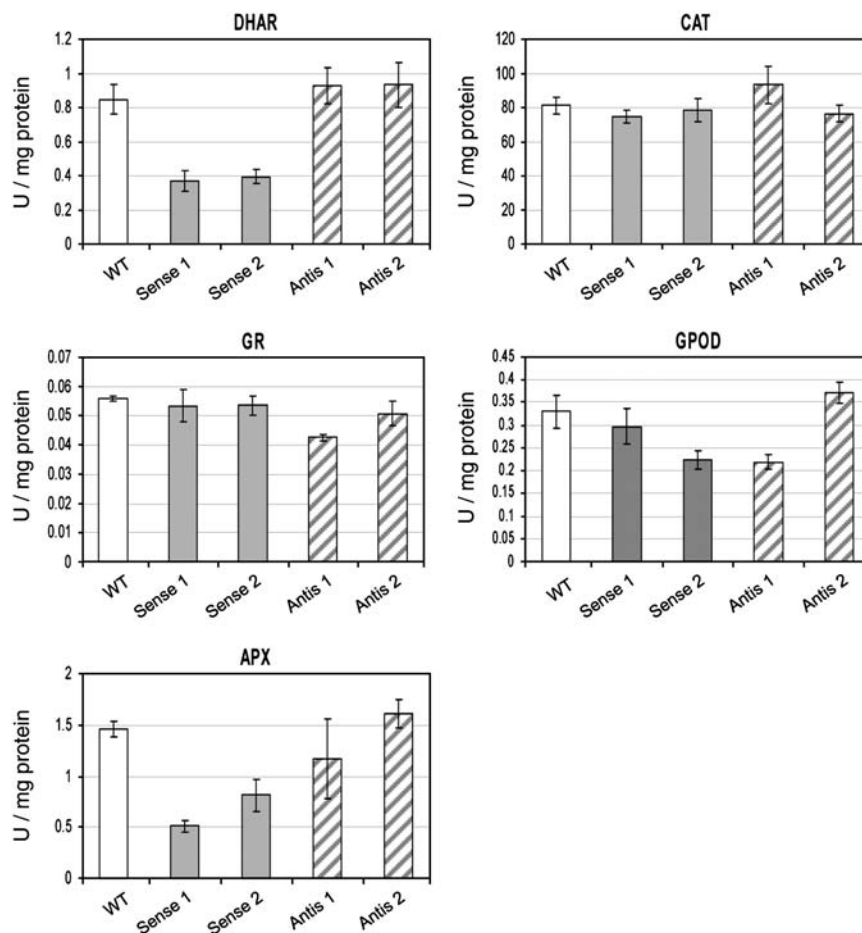 DHAR
U / mg protein
1.2
1
0.8
0.6
0.4
0.2
0
WT
Sense 1
Sense 2
Antis 1
Antis 2
CAT
U / mg protein
120
100
80
60
40
20
0
WT
Sense 1
Sense 2
Antis 1
Antis 2
GR
U / mg protein
0.07
0.06
0.05
0.04
0.03
0.02
0.01
0
WT
Sense 1
Sense 2
Antis 1
Antis 2
GPOD
U / mg protein
0.45
0.4
0.35
0.3
0.25
0.2
0.15
0.1
0.05
0
WT
Sense 1
Sense 2
Antis 1
Antis 2
APX
U / mg protein
2
1.5
1
0.5
0
WT
Sense 1
Sense 2
Antis 1
Antis 2